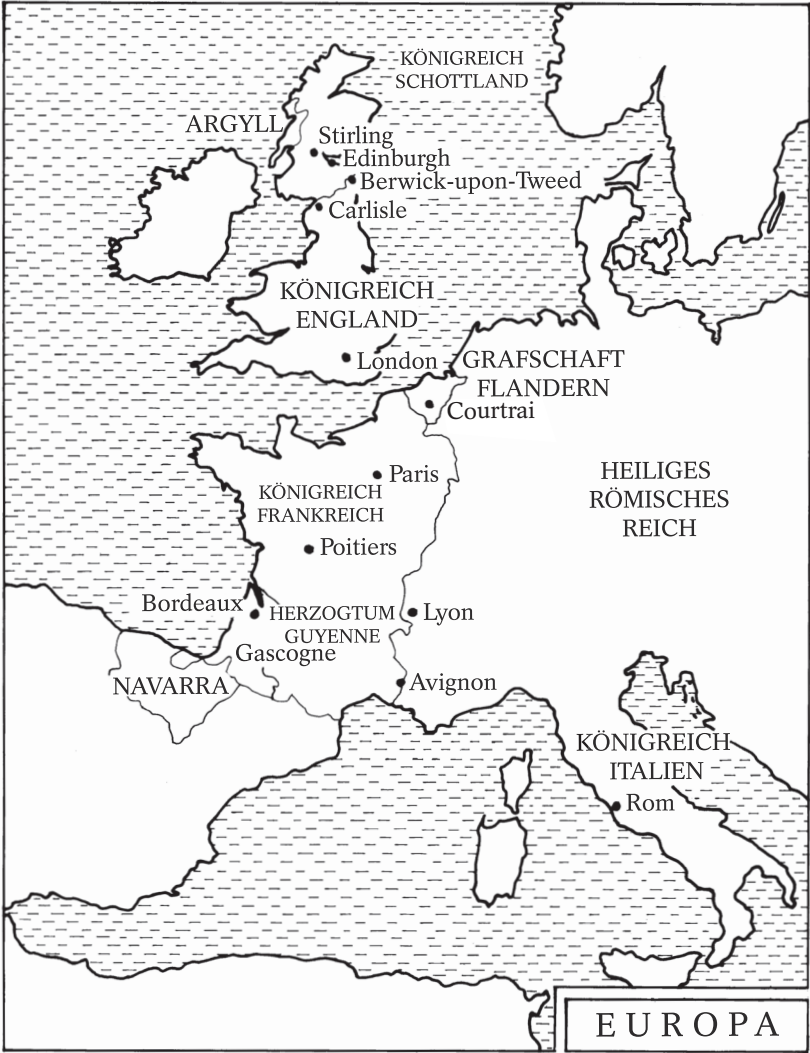 KÖNIGREICH
SCHOTTLAND
ARGYLL
Stirling
Edinburgh
Berwick-upon-Tweed
Carlisle
KÖNIGREICH
ENGLAND
London
GRAFSCHAFT
FLANDERN
Courtrai
Paris
HEILIGES
RÖMISCHES
REICH
KÖNIGREICH
FRANKREICH
Poitiers
Bordeaux
HERZOGTUM
GUYENNE
Lyon
Gascogne
NAVARRA
Avignon
KÖNIGREICH
ITALIEN
Rom
EUROPA